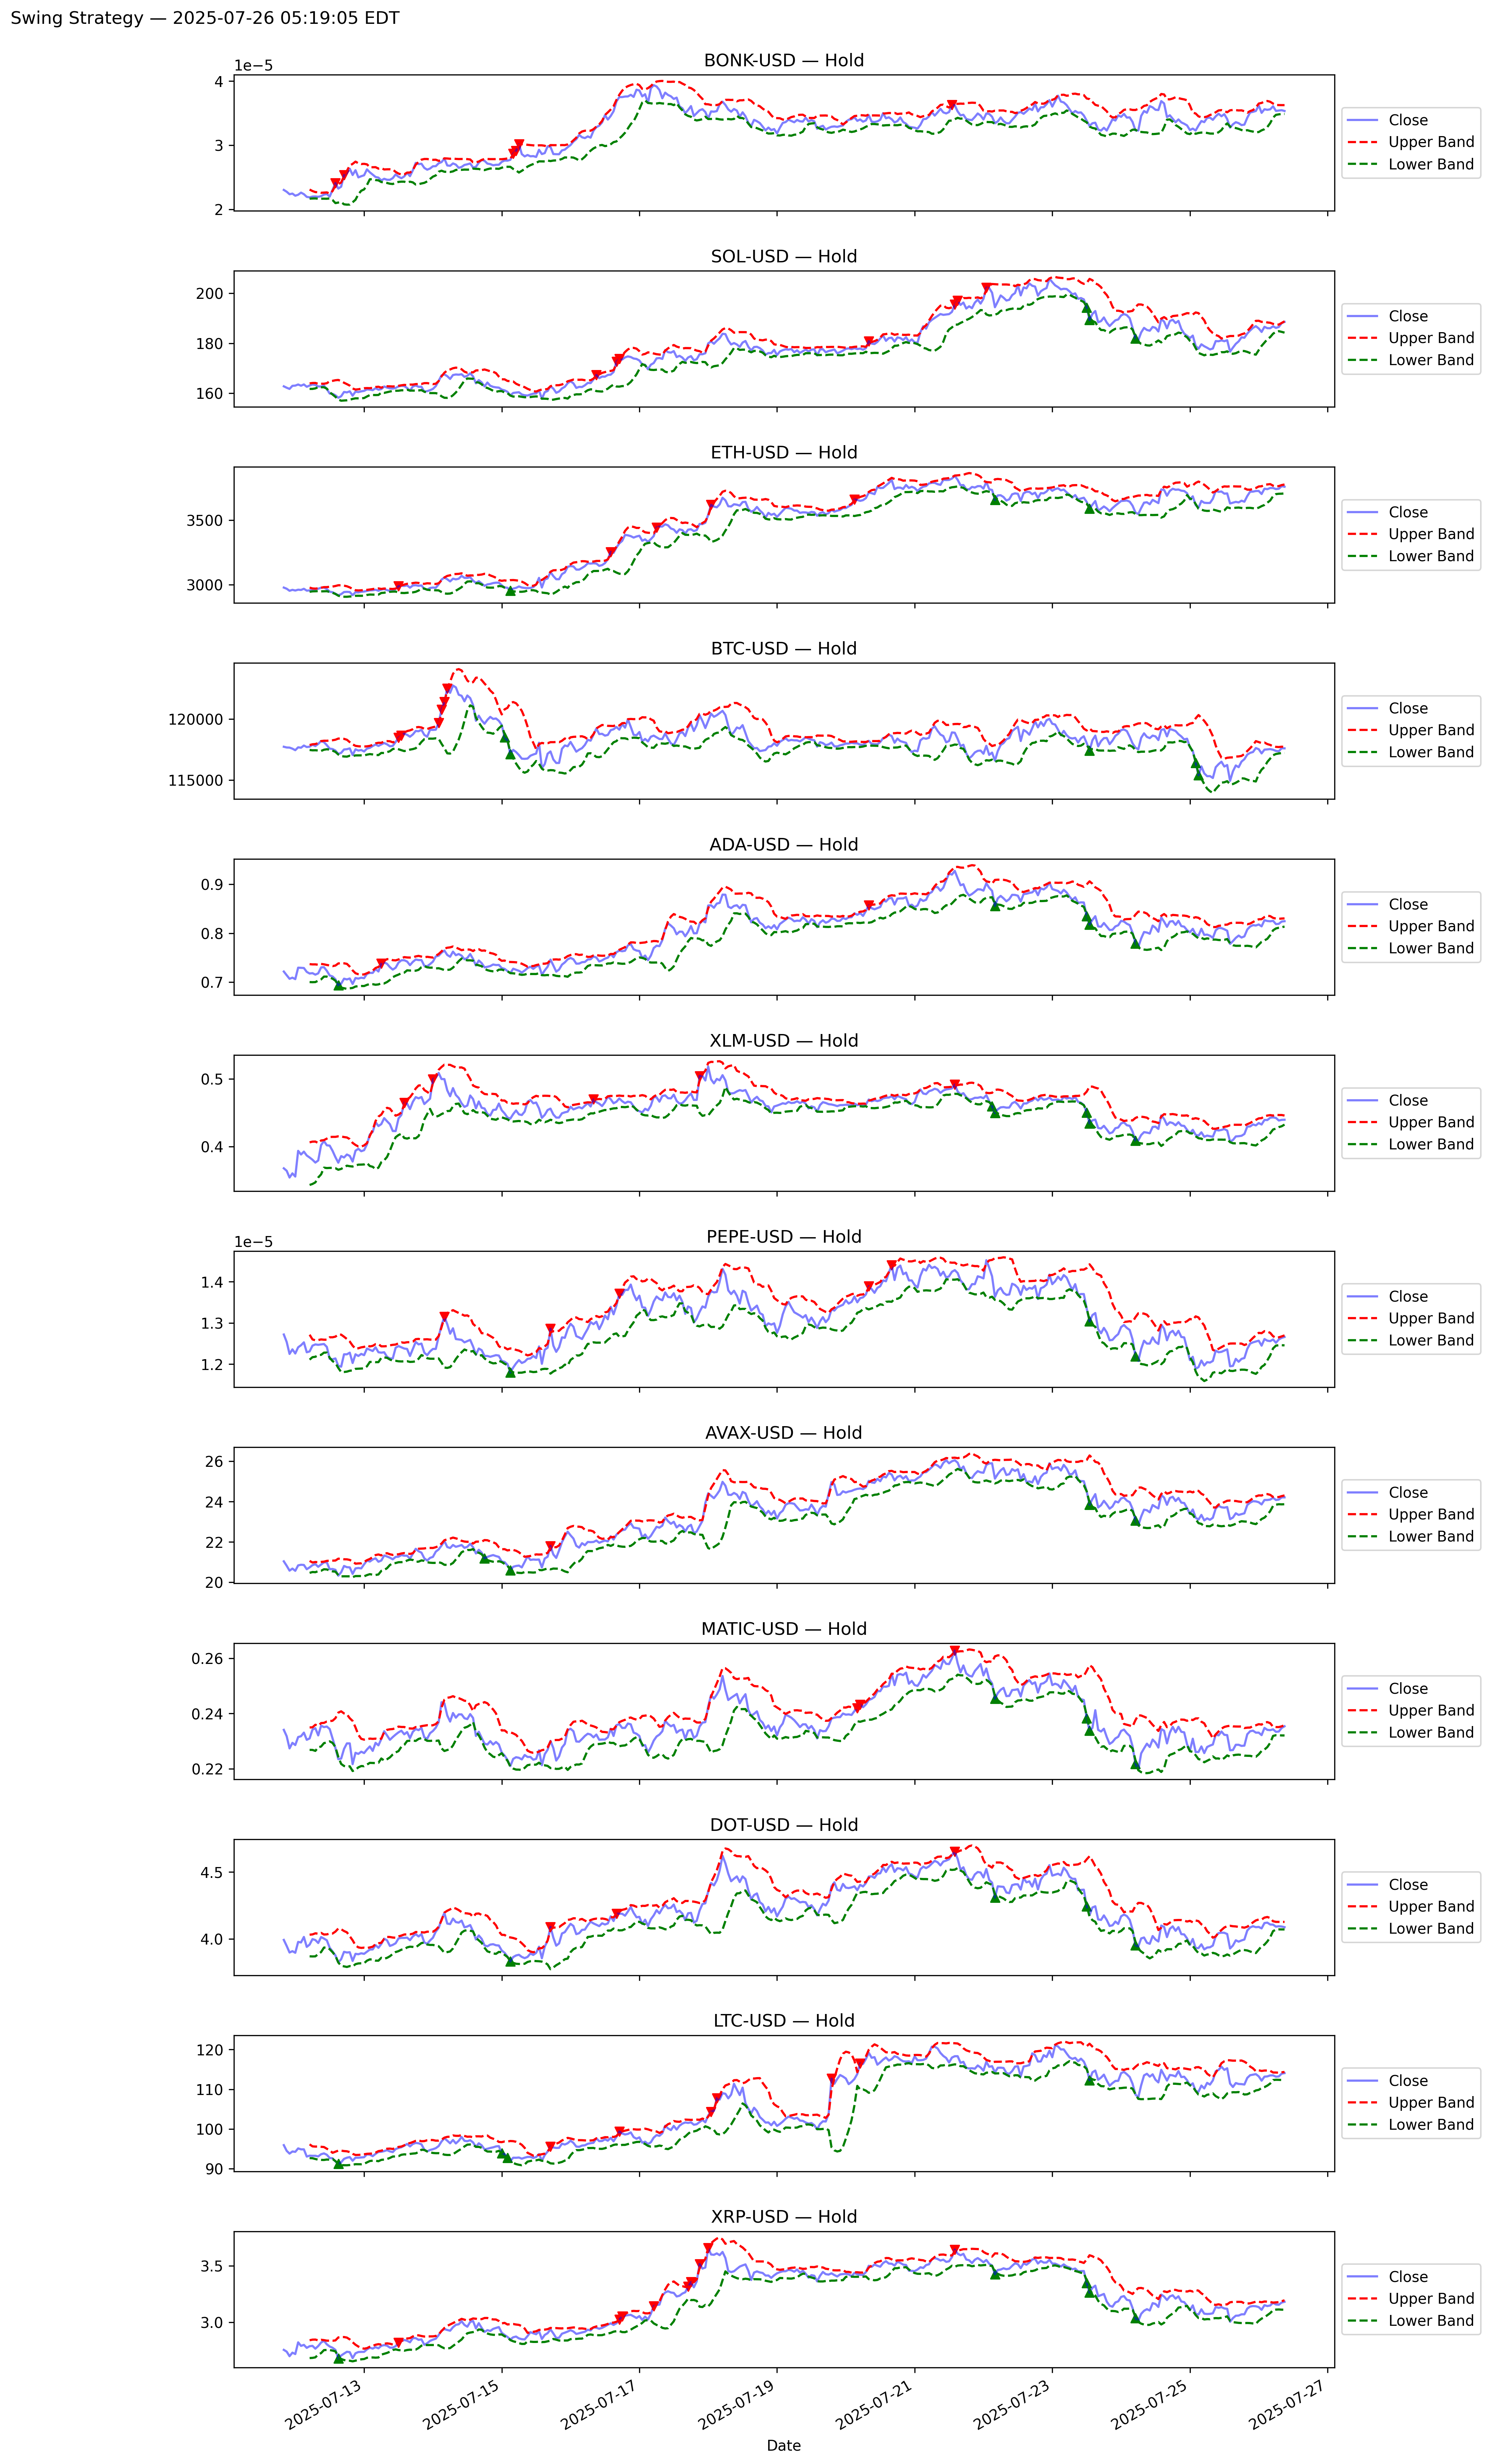 Swing Strategy — 2025-07-26 05:19:05 EDT
BONK-USD — Hold
1e−5
4
3
2
Close
Upper Band
Lower Band
SOL-USD — Hold
200
180
160
Close
Upper Band
Lower Band
ETH-USD — Hold
3500
3000
Close
Upper Band
Lower Band
BTC-USD — Hold
120000
115000
Close
Upper Band
Lower Band
ADA-USD — Hold
0.9
0.8
0.7
Close
Upper Band
Lower Band
XLM-USD — Hold
0.5
0.4
Close
Upper Band
Lower Band
PEPE-USD — Hold
1e−5
1.4
1.3
1.2
Close
Upper Band
Lower Band
AVAX-USD — Hold
26
24
22
20
Close
Upper Band
Lower Band
MATIC-USD — Hold
0.26
0.24
0.22
Close
Upper Band
Lower Band
DOT-USD — Hold
4.5
4.0
Close
Upper Band
Lower Band
LTC-USD — Hold
120
110
100
90
Close
Upper Band
Lower Band
XRP-USD — Hold
3.5
3.0
Close
Upper Band
Lower Band
2025-07-13
2025-07-15
2025-07-17
2025-07-19
2025-07-21
2025-07-23
2025-07-25
2025-07-27
Date